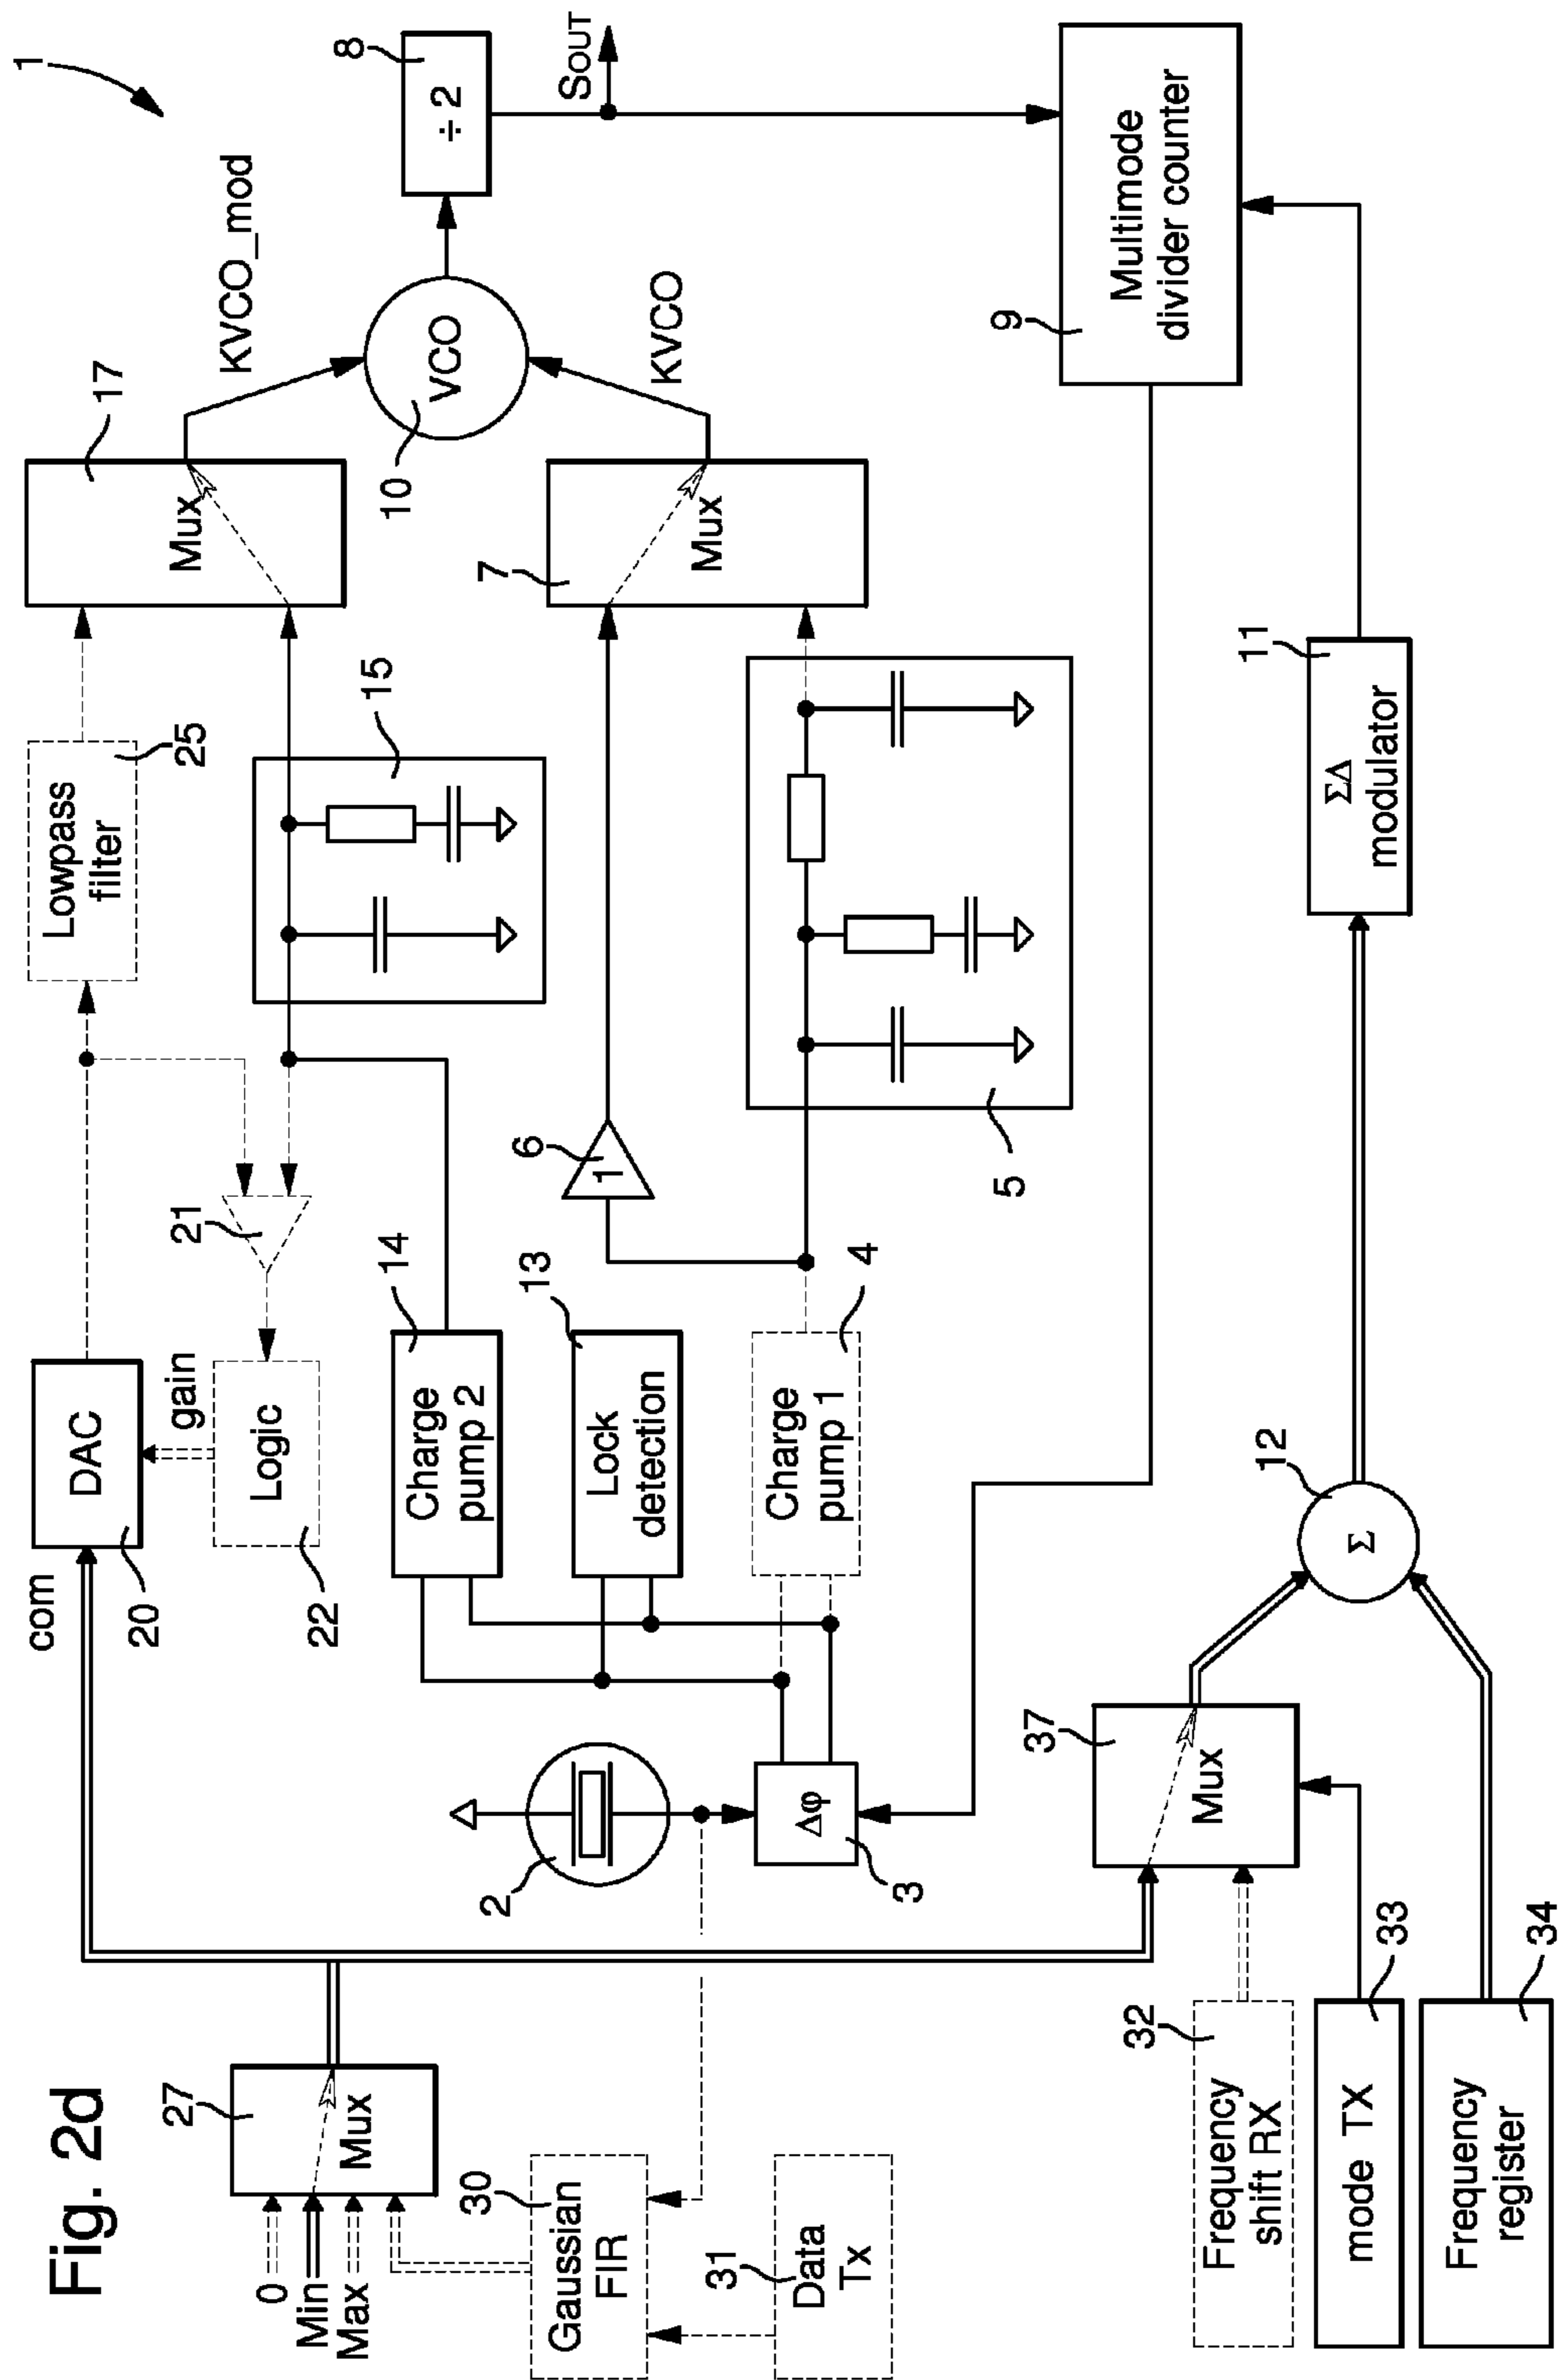 Fig. 2d
1
0
Min
Max
27
Mux
com
20
DAC
gain
22
Logic
21
25
Lowpass
filter
17
Mux
KVCO_mod
15
14
Charge
pump 2
13
Lock
detection
4
Charge
pump 1
6
1
5
7
Mux
KVCO
10
VCO
8
÷ 2
SOUT
9
Multimode
divider counter
2
3
Δφ
30
Gaussian
FIR
31
Data
Tx
32
Frequency
shift RX
33
mode TX
34
Frequency
register
37
Mux
12
Σ
11
ΣΔ
modulator